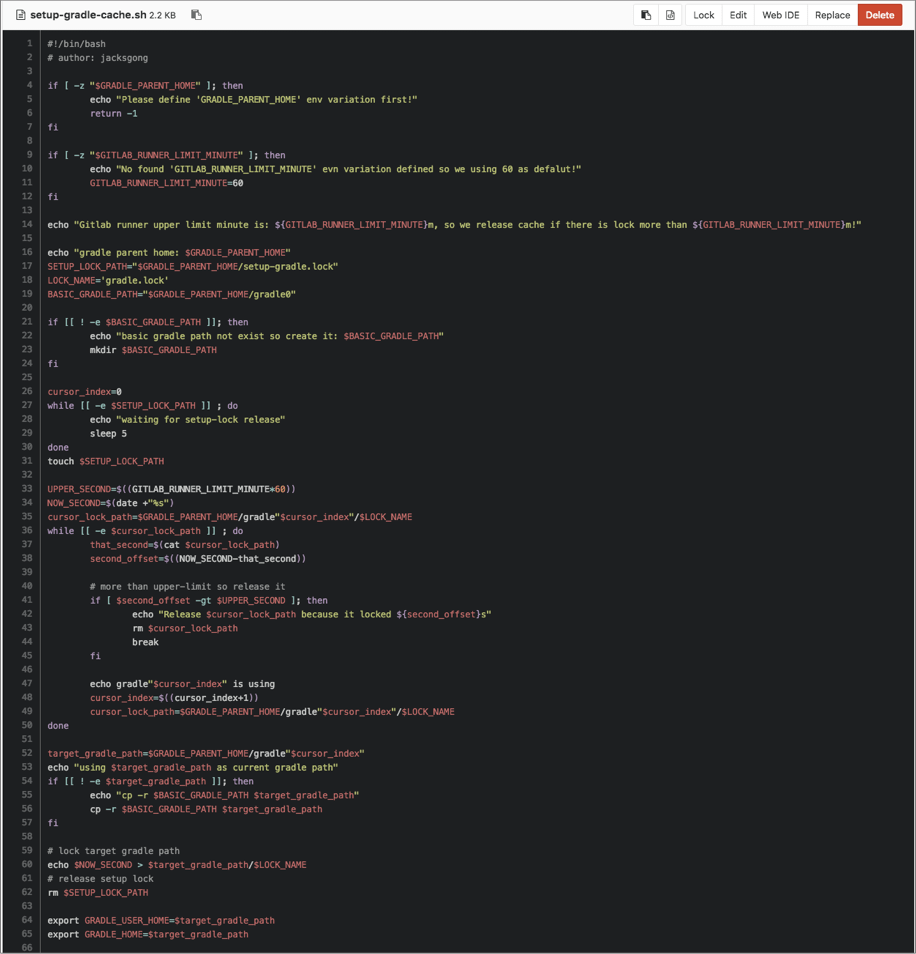 setup-gradle-cache.sh 2.2 KB Lock Edit Web IDE Replace Delete
1 #!/bin/bash
2 # author: jacksgong
3
4 if [ -z "$GRADLE_PARENT_HOME" ]; then
5 echo "Please define 'GRADLE_PARENT_HOME' env variation first!"
6 return -1
7 fi
8
9 if [ -z "$GITLAB_RUNNER_LIMIT_MINUTE" ]; then
10 echo "No found 'GITLAB_RUNNER_LIMIT_MINUTE' evn variation defined so we using 60 as defalut!"
11 GITLAB_RUNNER_LIMIT_MINUTE=60
12 fi
13
14 echo "Gitlab runner upper limit minute is: ${GITLAB_RUNNER_LIMIT_MINUTE}m, so we release cache if there is lock more than ${GITLAB_RUNNER_LIMIT_MINUTE}m!"
15
16 echo "gradle parent home: $GRADLE_PARENT_HOME"
17 SETUP_LOCK_PATH="$GRADLE_PARENT_HOME/setup-gradle.lock"
18 LOCK_NAME='gradle.lock'
19 BASIC_GRADLE_PATH="$GRADLE_PARENT_HOME/gradle0"
20
21 if [[ ! -e $BASIC_GRADLE_PATH ]]; then
22 echo "basic gradle path not exist so create it: $BASIC_GRADLE_PATH"
23 mkdir $BASIC_GRADLE_PATH
24 fi
25
26 cursor_index=0
27 while [[ -e $SETUP_LOCK_PATH ]] ; do
28 echo "waiting for setup-lock release"
29 sleep 5
30 done
31 touch $SETUP_LOCK_PATH
32
33 UPPER_SECOND=$((GITLAB_RUNNER_LIMIT_MINUTE*60))
34 NOW_SECOND=$(date +"%s")
35 cursor_lock_path=$GRADLE_PARENT_HOME/gradle"$cursor_index"/$LOCK_NAME
36 while [[ -e $cursor_lock_path ]] ; do
37 that_second=$(cat $cursor_lock_path)
38 second_offset=$((NOW_SECOND-that_second))
39
40 # more than upper-limit so release it
41 if [ $second_offset -gt $UPPER_SECOND ]; then
42 echo "Release $cursor_lock_path because it locked ${second_offset}s"
43 rm $cursor_lock_path
44 break
45 fi
46
47 echo gradle"$cursor_index" is using
48 cursor_index=$((cursor_index+1))
49 cursor_lock_path=$GRADLE_PARENT_HOME/gradle"$cursor_index"/$LOCK_NAME
50 done
51
52 target_gradle_path=$GRADLE_PARENT_HOME/gradle"$cursor_index"
53 echo "using $target_gradle_path as current gradle path"
54 if [[ ! -e $target_gradle_path ]]; then
55 echo "cp -r $BASIC_GRADLE_PATH $target_gradle_path"
56 cp -r $BASIC_GRADLE_PATH $target_gradle_path
57 fi
58
59 # lock target gradle path
60 echo $NOW_SECOND > $target_gradle_path/$LOCK_NAME
61 # release setup lock
62 rm $SETUP_LOCK_PATH
63
64 export GRADLE_USER_HOME=$target_gradle_path
65 export GRADLE_HOME=$target_gradle_path
66